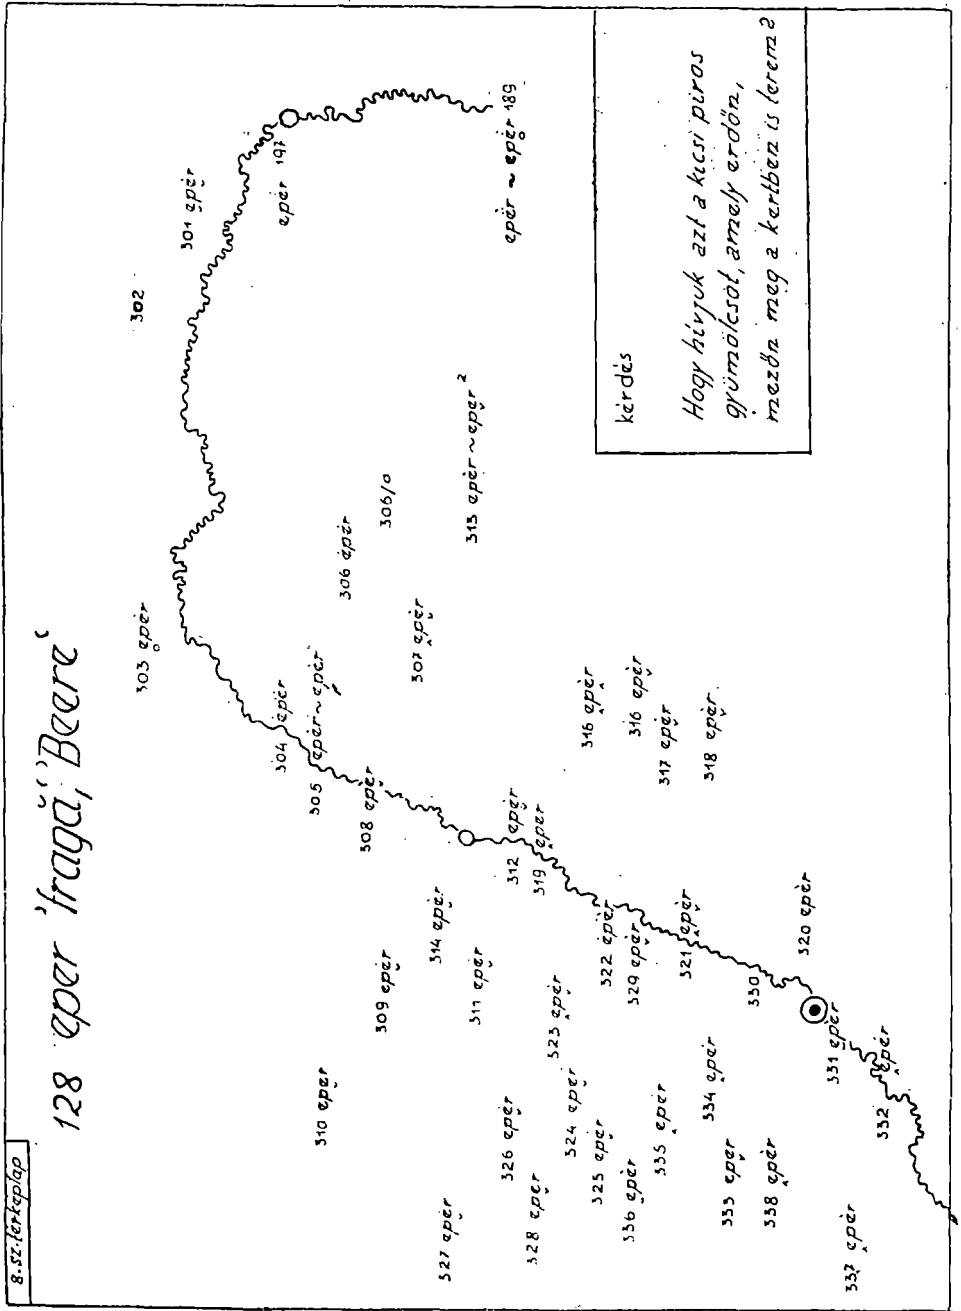 8.sz.térképlap
128 eper 'fragă', 'Beere'
303 epër
302
301 epër
epër 197
epër ~ epër 189
304 epër
305 epër~epër
306 epër
306/a
307 epër
308 epër
313 epër~epër²
310 epër
309 epër
314 epër
311 epër
312 epër
319 epër
327 epër
326 epër
328 epër
323 epër
324 epër
325 epër
322 epër
329 epër
316 epër
316 epër
317 epër
318 epër
336 epër
335 epër
334 epër
321 epër
330
320 epër
333 epër
338 epër
331 epër
332 epër
337 epër
kérdés
Hogy hívjuk azt a kicsi piros
gyümölcsöt, amely erdőn,
mezőn meg a kertben is terem?